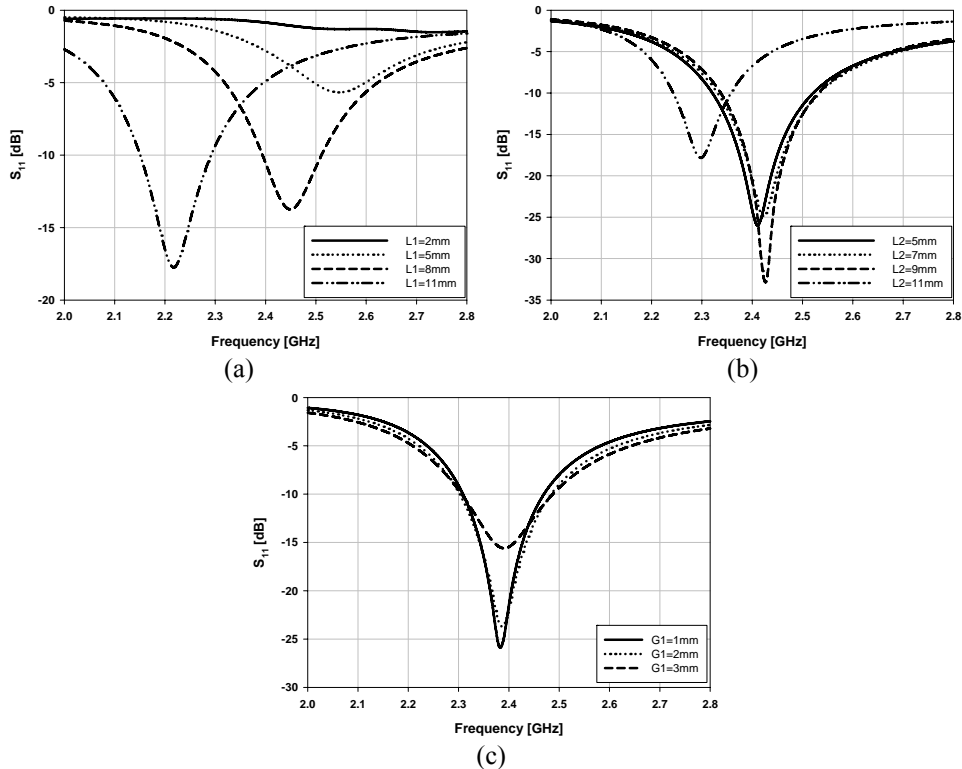 0
-5
-10
-15
-20
S11 [dB]
L1=2mm
L1=5mm
L1=8mm
L1=11mm
2.0 2.1 2.2 2.3 2.4 2.5 2.6 2.7 2.8
Frequency [GHz]
(a)
0
-5
-10
-15
-20
-25
-30
-35
S11 [dB]
L2=5mm
L2=7mm
L2=9mm
L2=11mm
2.0 2.1 2.2 2.3 2.4 2.5 2.6 2.7 2.8
Frequency [GHz]
(b)
0
-5
-10
-15
-20
-25
-30
S11 [dB]
G1=1mm
G1=2mm
G1=3mm
2.0 2.1 2.2 2.3 2.4 2.5 2.6 2.7 2.8
Frequency [GHz]
(c)